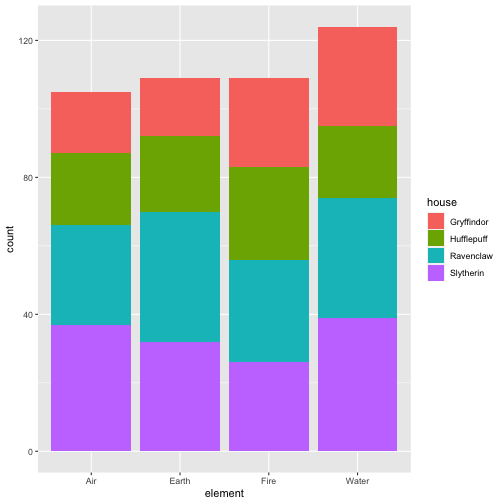 120
80
40
0
count
Air Earth Fire Water
element
house
Gryffindor
Hufflepuff
Ravenclaw
Slytherin